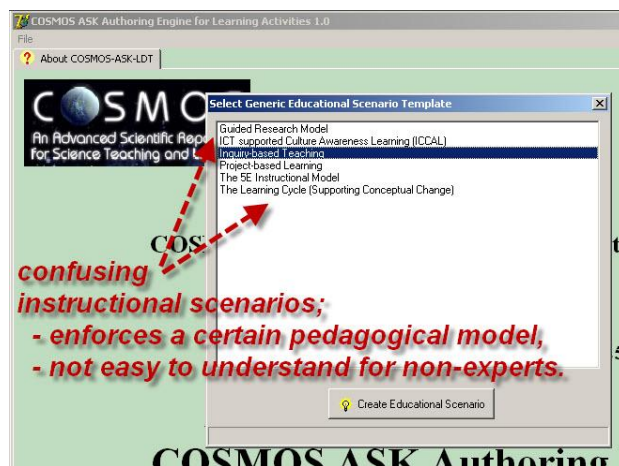 COSMOS ASK Authoring Engine for Learning Activities 1.0
File
? About COSMOS-ASK-LDT
COSMO
An Advanced Scientific Repo
for Science Teaching and L
Select Generic Educational Scenario Template
Guided Research Model
ICT supported Culture Awareness Learning (ICCAL)
Inquiry-based Teaching
Project-based Learning
The 5E Instructional Model
The Learning Cycle (Supporting Conceptual Change)
COS
t
confusing
instructional scenarios;
- enforces a certain pedagogical model,
- not easy to understand for non-experts.
Create Educational Scenario
COSMOS ASK Authoring